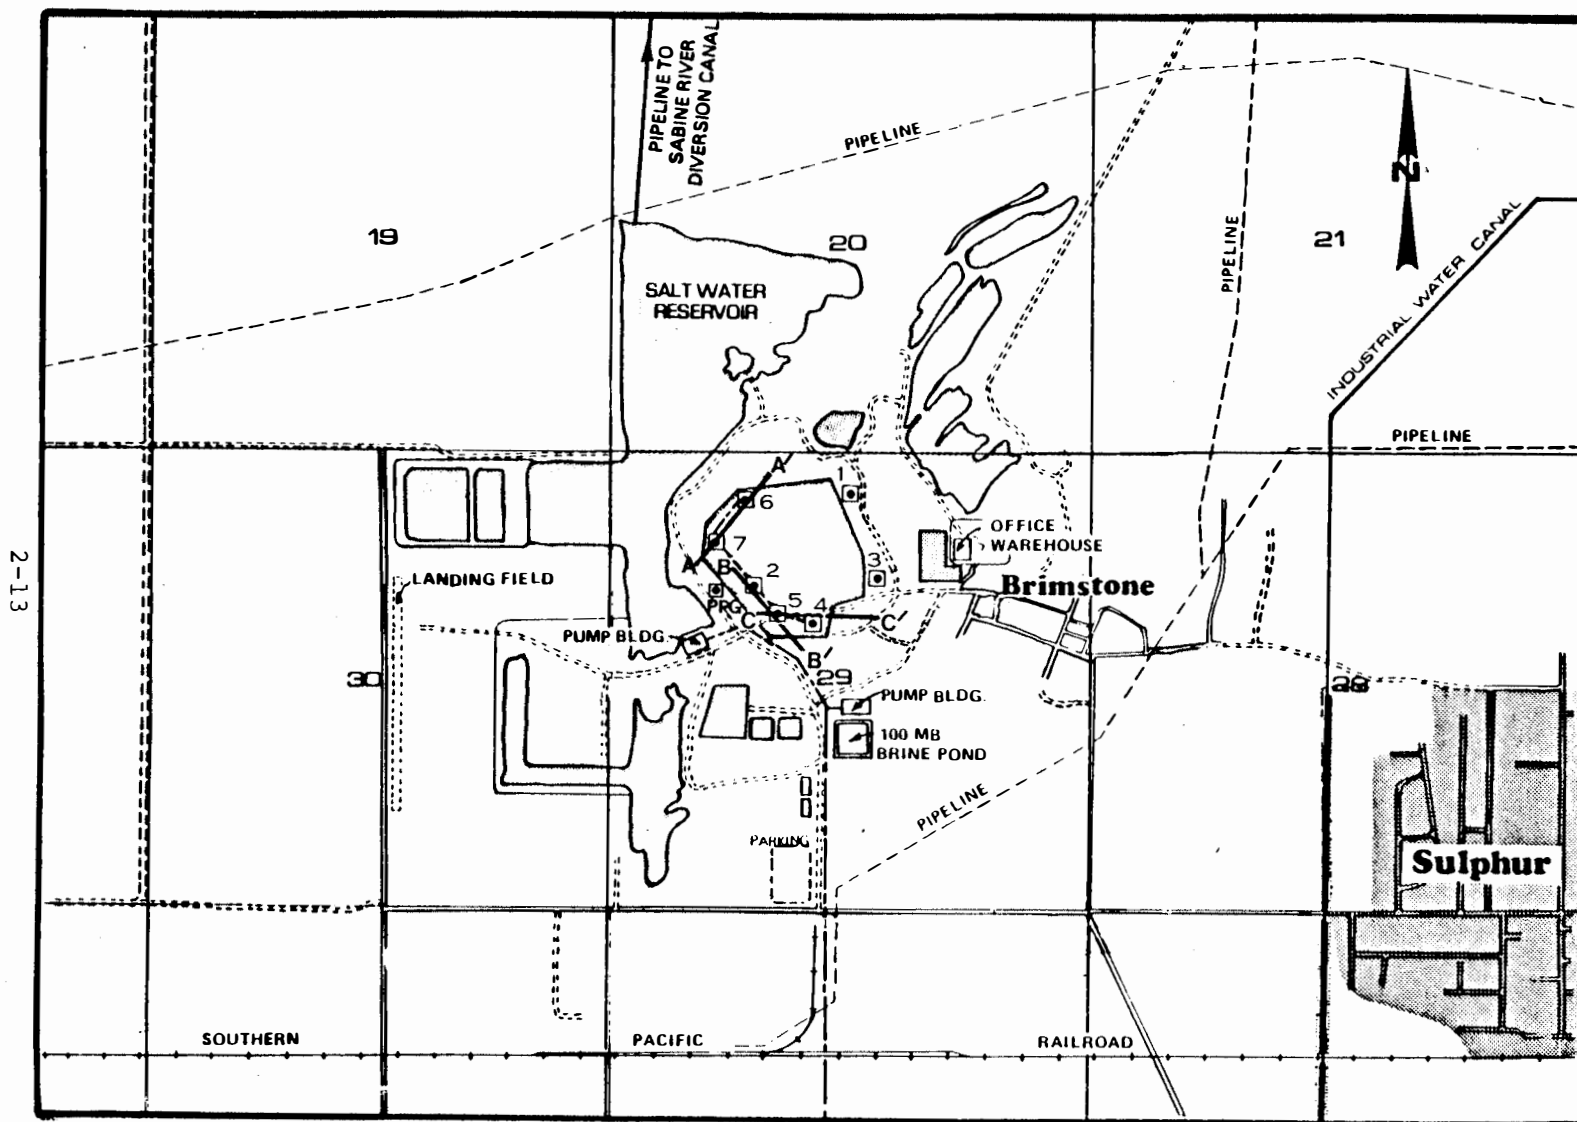 PIPELINE TO
SABINE RIVER
DIVERSION CANAL
PIPELINE
N
19
20
21
PIPELINE
INDUSTRIAL WATER CANAL
SALT WATER
RESERVOIR
PIPELINE
A'
1
6
OFFICE
WAREHOUSE
7
A
B
2
3
2-13
LANDING FIELD
Brimstone
PPG
5
4
C
C'
PUMP BLDG.
B'
30
29
PUMP BLDG.
100 MB
BRINE POND
PIPELINE
PARKING
Sulphur
SOUTHERN
PACIFIC
RAILROAD